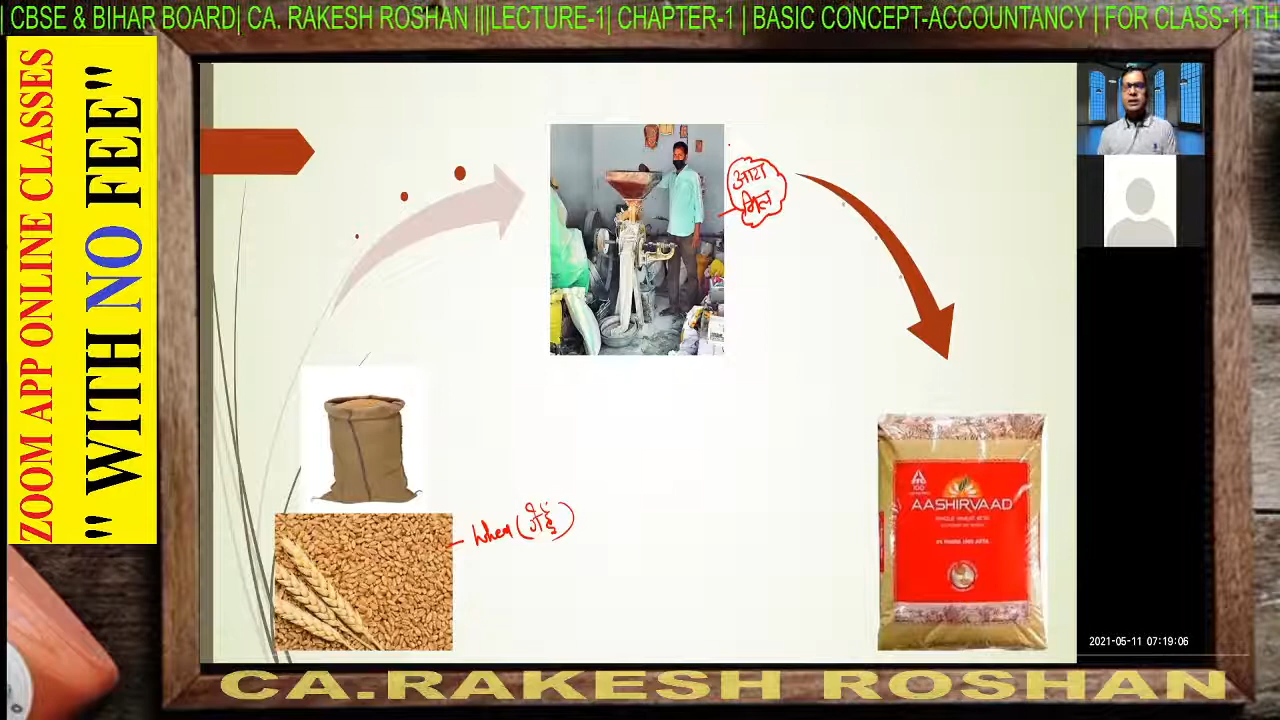 | CBSE & BIHAR BOARD| CA. RAKESH ROSHAN |||LECTURE-1| CHAPTER-1 | BASIC CONCEPT-ACCOUNTANCY | FOR CLASS-11TH
ZOOM APP ONLINE CLASSES
" WITH NO FEE"
आटा
मिल
(गेहूँ)
100
AASHIRVAAD
2021-05-11 07:19:06
CA.RAKESH ROSHAN